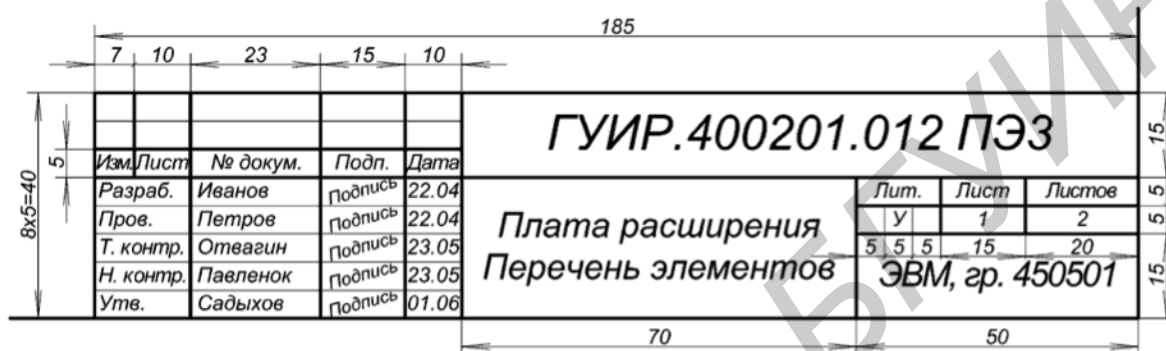 185
7 10 23 15 10
ГУИР.400201.012 ПЭЗ
15
5
8х5=40
Изм. Лист № докум. Подп. Дата
Разраб. Иванов Подпись 22.04
Пров. Петров Подпись 22.04
Т. контр. Отвагин Подпись 23.05
Н. контр. Павленок Подпись 23.05
Утв. Садыхов Подпись 01.06
Плата расширения
Перечень элементов
Лит. Лист Листов 5
У 1 2 5
5 5 5 15 20
ЭВМ, гр. 450501
15
70 50
БГУИР